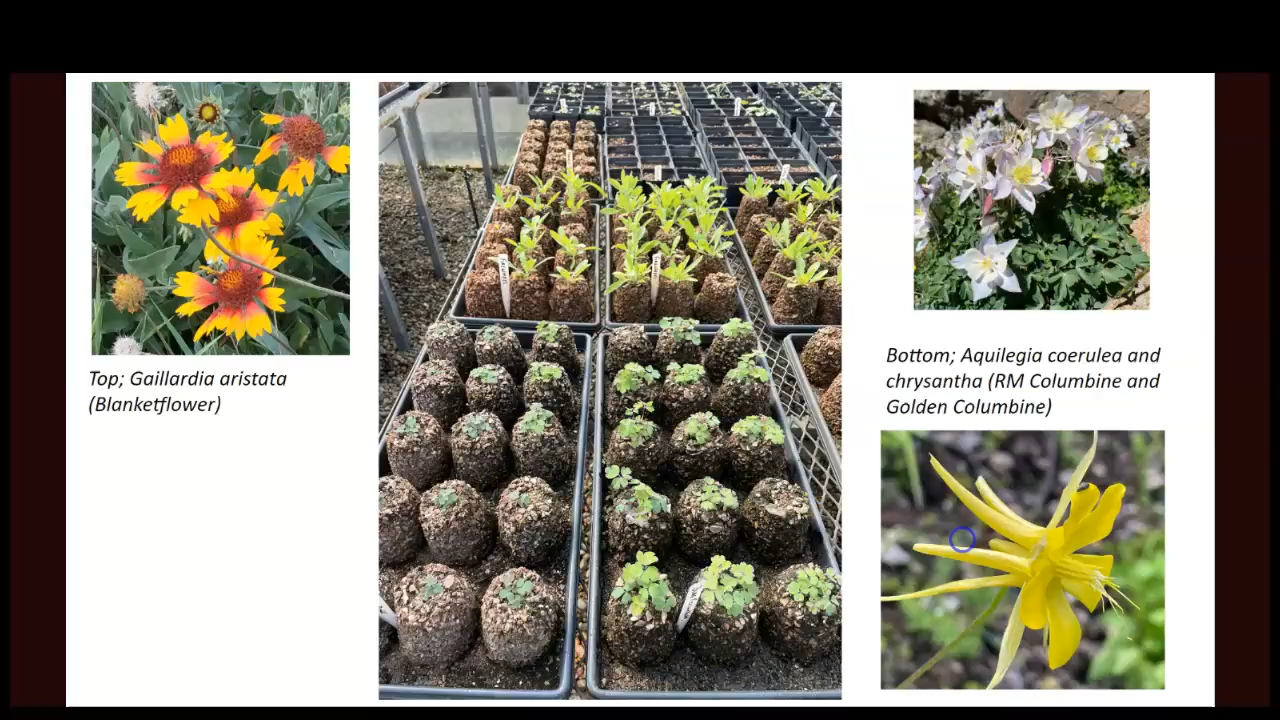 Top; Gaillardia aristata
(Blanketflower)
Bottom; Aquilegia coerulea and
chrysantha (RM Columbine and
Golden Columbine)